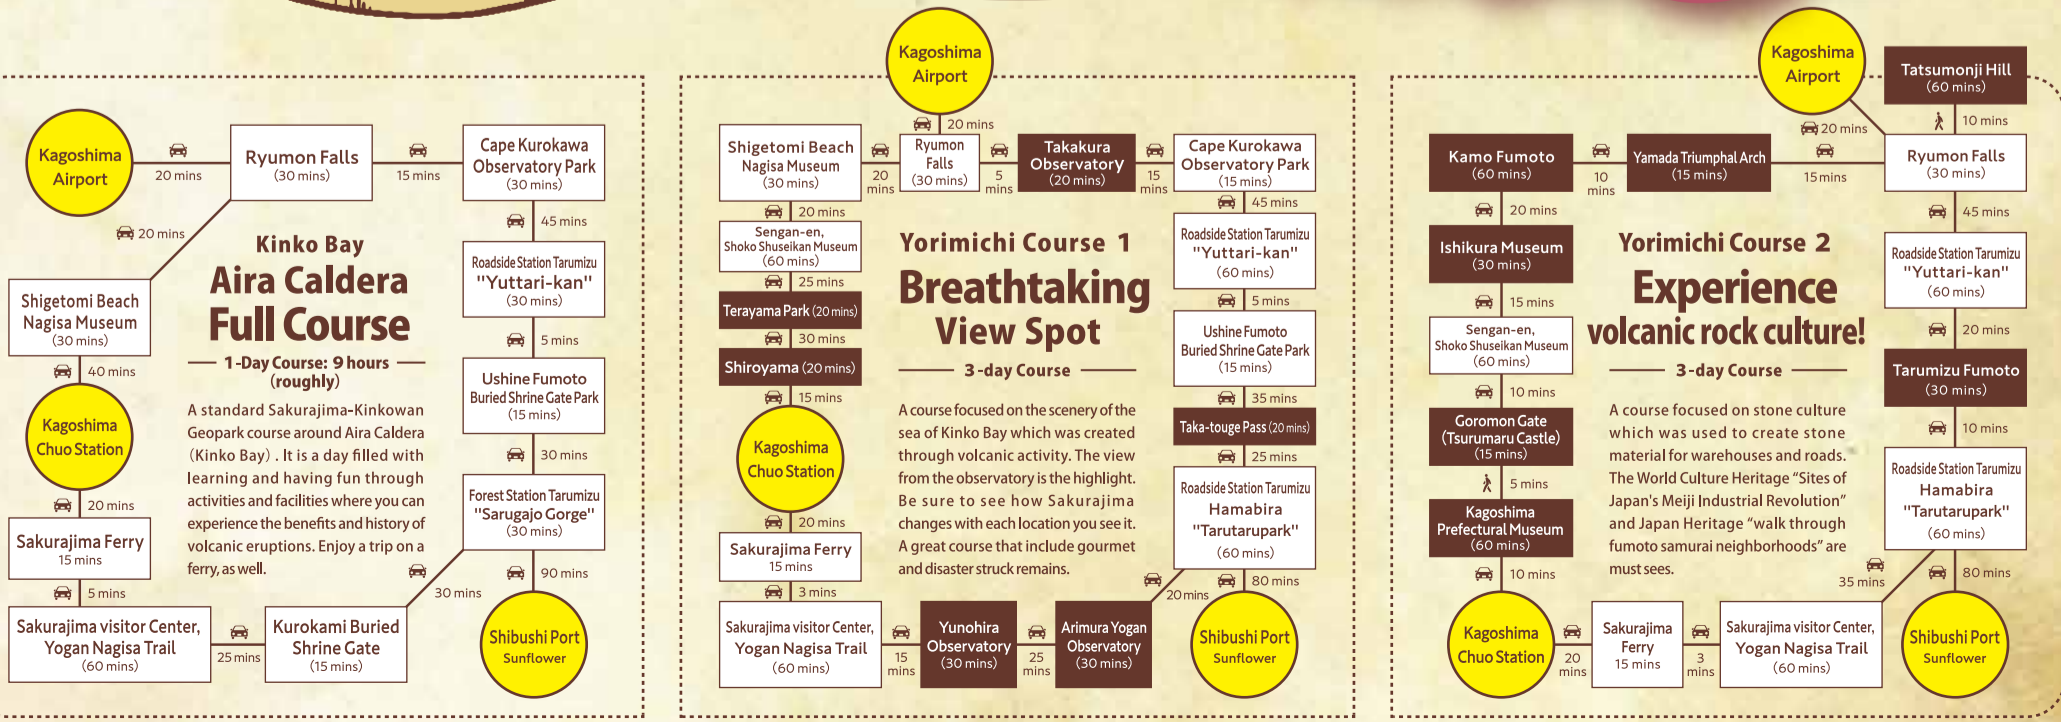 Kagoshima
Airport
20 mins
Ryumon Falls
(30 mins)
15 mins
Cape Kurokawa
Observatory Park
(30 mins)
45 mins
Roadside Station Tarumizu
"Yuttari-kan"
(30 mins)
5 mins
Ushine Fumoto
Buried Shrine Gate Park
(15 mins)
30 mins
Forest Station Tarumizu
"Sarugajo Gorge"
(30 mins)
90 mins
Shibushi Port
Sunflower
30 mins
Kurokami Buried
Shrine Gate
(15 mins)
25 mins
Sakurajima visitor Center,
Yogan Nagisa Trail
(60 mins)
5 mins
Sakurajima Ferry
15 mins
20 mins
Kagoshima
Chuo Station
40 mins
Shigetomi Beach
Nagisa Museum
(30 mins)
20 mins
Kinko Bay
Aira Caldera
Full Course
1-Day Course: 9 hours
(roughly)
A standard Sakurajima-Kinkowan
Geopark course around Aira Caldera
(Kinko Bay) . It is a day filled with
learning and having fun through
activities and facilities where you can
experience the benefits and history of
volcanic eruptions. Enjoy a trip on a
ferry, as well.
Kagoshima
Airport
20 mins
Shigetomi Beach
Nagisa Museum
(30 mins)
20
mins
Ryumon
Falls
(30 mins)
5
mins
Takakura
Observatory
(20 mins)
15
mins
Cape Kurokawa
Observatory Park
(15 mins)
45 mins
Roadside Station Tarumizu
"Yuttari-kan"
(60 mins)
5 mins
Ushine Fumoto
Buried Shrine Gate Park
(15 mins)
35 mins
Taka-touge Pass (20 mins)
25 mins
Roadside Station Tarumizu
Hamabira
"Tarutarupark"
(60 mins)
80 mins
Shibushi Port
Sunflower
20 mins
Arimura Yogan
Observatory
(30 mins)
25
mins
Yunohira
Observatory
(30 mins)
15
mins
Sakurajima visitor Center,
Yogan Nagisa Trail
(60 mins)
3 mins
Sakurajima Ferry
15 mins
20 mins
Kagoshima
Chuo Station
15 mins
Shiroyama (20 mins)
30 mins
Terayama Park (20 mins)
25 mins
Sengan-en,
Shoko Shuseikan Museum
(60 mins)
20 mins
Yorimichi Course 1
Breathtaking
View Spot
3-day Course
A course focused on the scenery of the
sea of Kinko Bay which was created
through volcanic activity. The view
from the observatory is the highlight.
Be sure to see how Sakurajima
changes with each location you see it.
A great course that include gourmet
and disaster struck remains.
Kagoshima
Airport
20 mins
Tatsumonji Hill
(60 mins)
10 mins
Ryumon Falls
(30 mins)
15 mins
Yamada Triumphal Arch
(15 mins)
10
mins
Kamo Fumoto
(60 mins)
20 mins
Ishikura Museum
(30 mins)
15 mins
Sengan-en,
Shoko Shuseikan Museum
(60 mins)
10 mins
Goromon Gate
(Tsurumaru Castle)
(15 mins)
5 mins
Kagoshima
Prefectural Museum
(60 mins)
10 mins
Kagoshima
Chuo Station
20
mins
Sakurajima
Ferry
15 mins
3
mins
Sakurajima visitor Center,
Yogan Nagisa Trail
(60 mins)
35 mins
45 mins
Roadside Station Tarumizu
"Yuttari-kan"
(60 mins)
20 mins
Tarumizu Fumoto
(30 mins)
10 mins
Roadside Station Tarumizu
Hamabira
"Tarutarupark"
(60 mins)
80 mins
Shibushi Port
Sunflower
Yorimichi Course 2
Experience
volcanic rock culture!
3-day Course
A course focused on stone culture
which was used to create stone
material for warehouses and roads.
The World Culture Heritage "Sites of
Japan's Meiji Industrial Revolution"
and Japan Heritage "walk through
fumoto samurai neighborhoods" are
must sees.